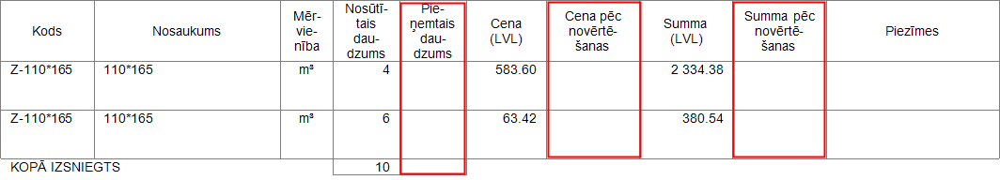 Kods Nosaukums Mēr-vie-nība Nosūtī-tais dau-dzums Pie-ņemtais dau-dzums Cena (LVL) Cena pēc novērtē-šanas Summa (LVL) Summa pēc novērtē-šanas Piezīmes
Z-110*165 110*165 m³ 4 583.60 2 334.38
Z-110*165 110*165 m³ 6 63.42 380.54
KOPĀ IZSNIEGTS 10